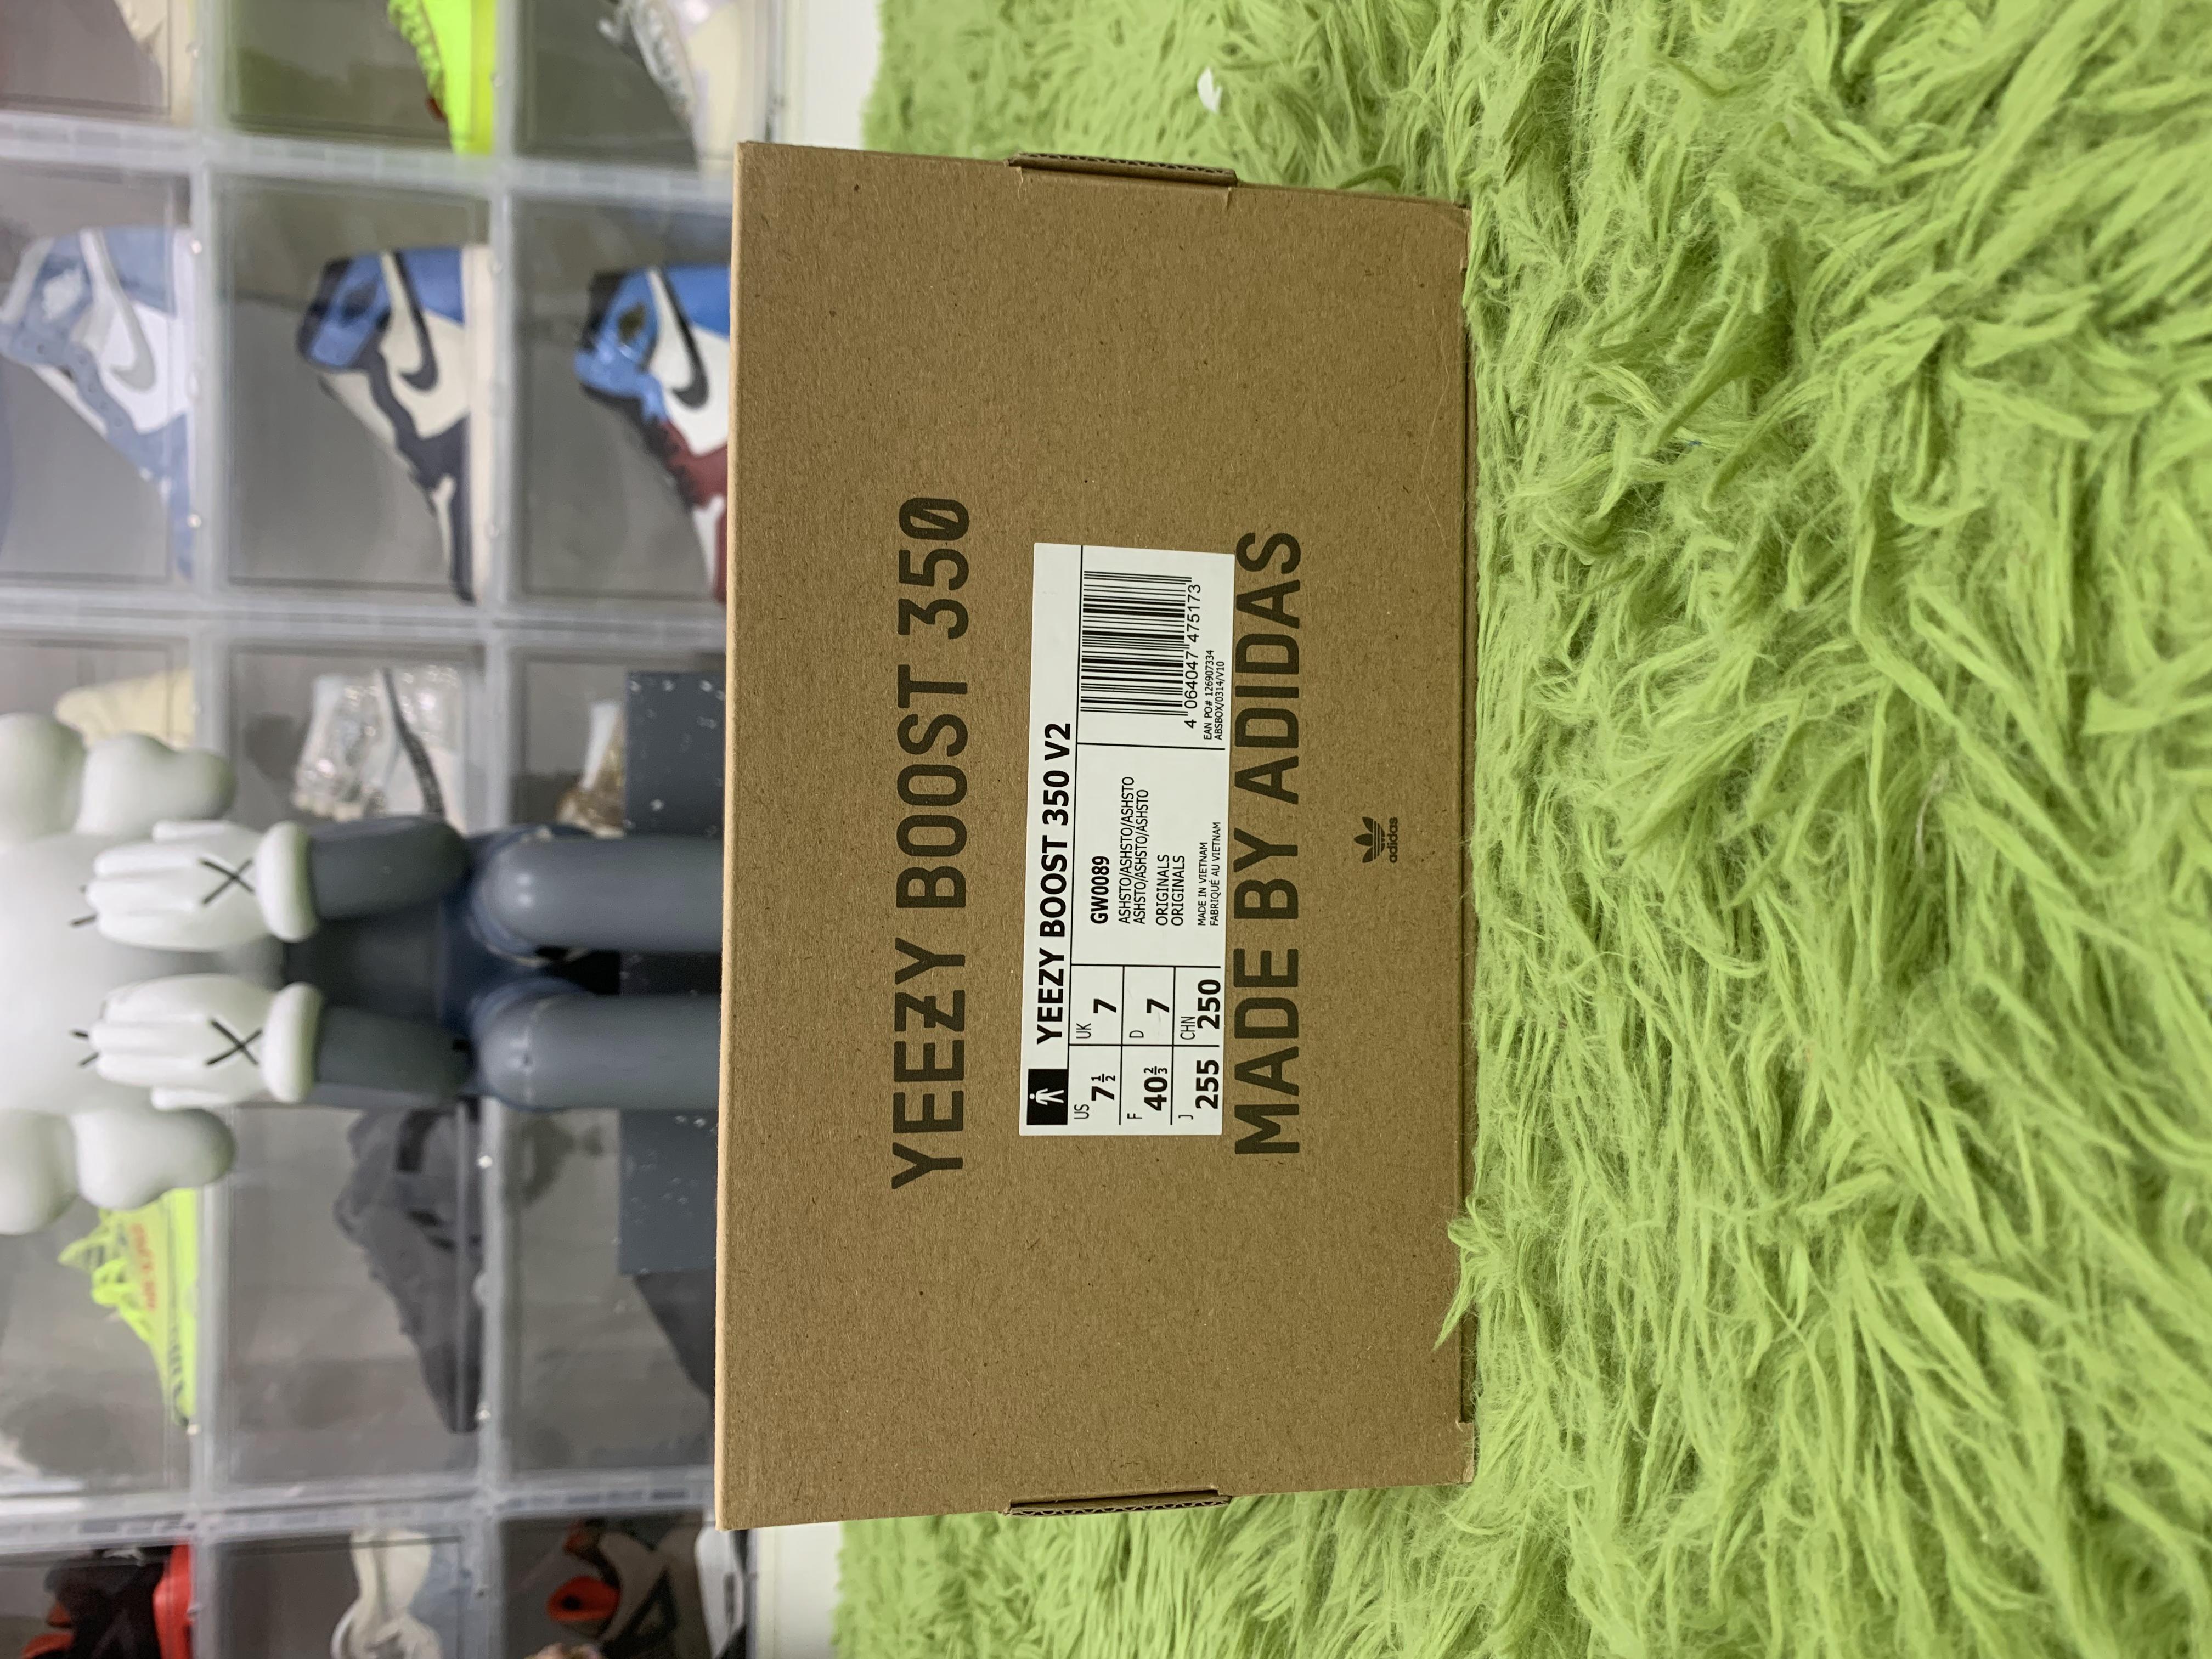 YEEZY BOOST 350
YEEZY BOOST 350 V2
US
7½
UK
7
F
40⅔
D
7
J
255
CHN
250
GW0089
ASHSTO/ASHSTO/ASHSTO
ASHSTO/ASHSTO/ASHSTO
ORIGINALS
ORIGINALS
MADE IN VIETNAM
FABRIQUÉ AU VIETNAM
4 064047 475173
EAN PO# 126907334
ABSBOX/0314/V10
MADE BY ADIDAS
adidas